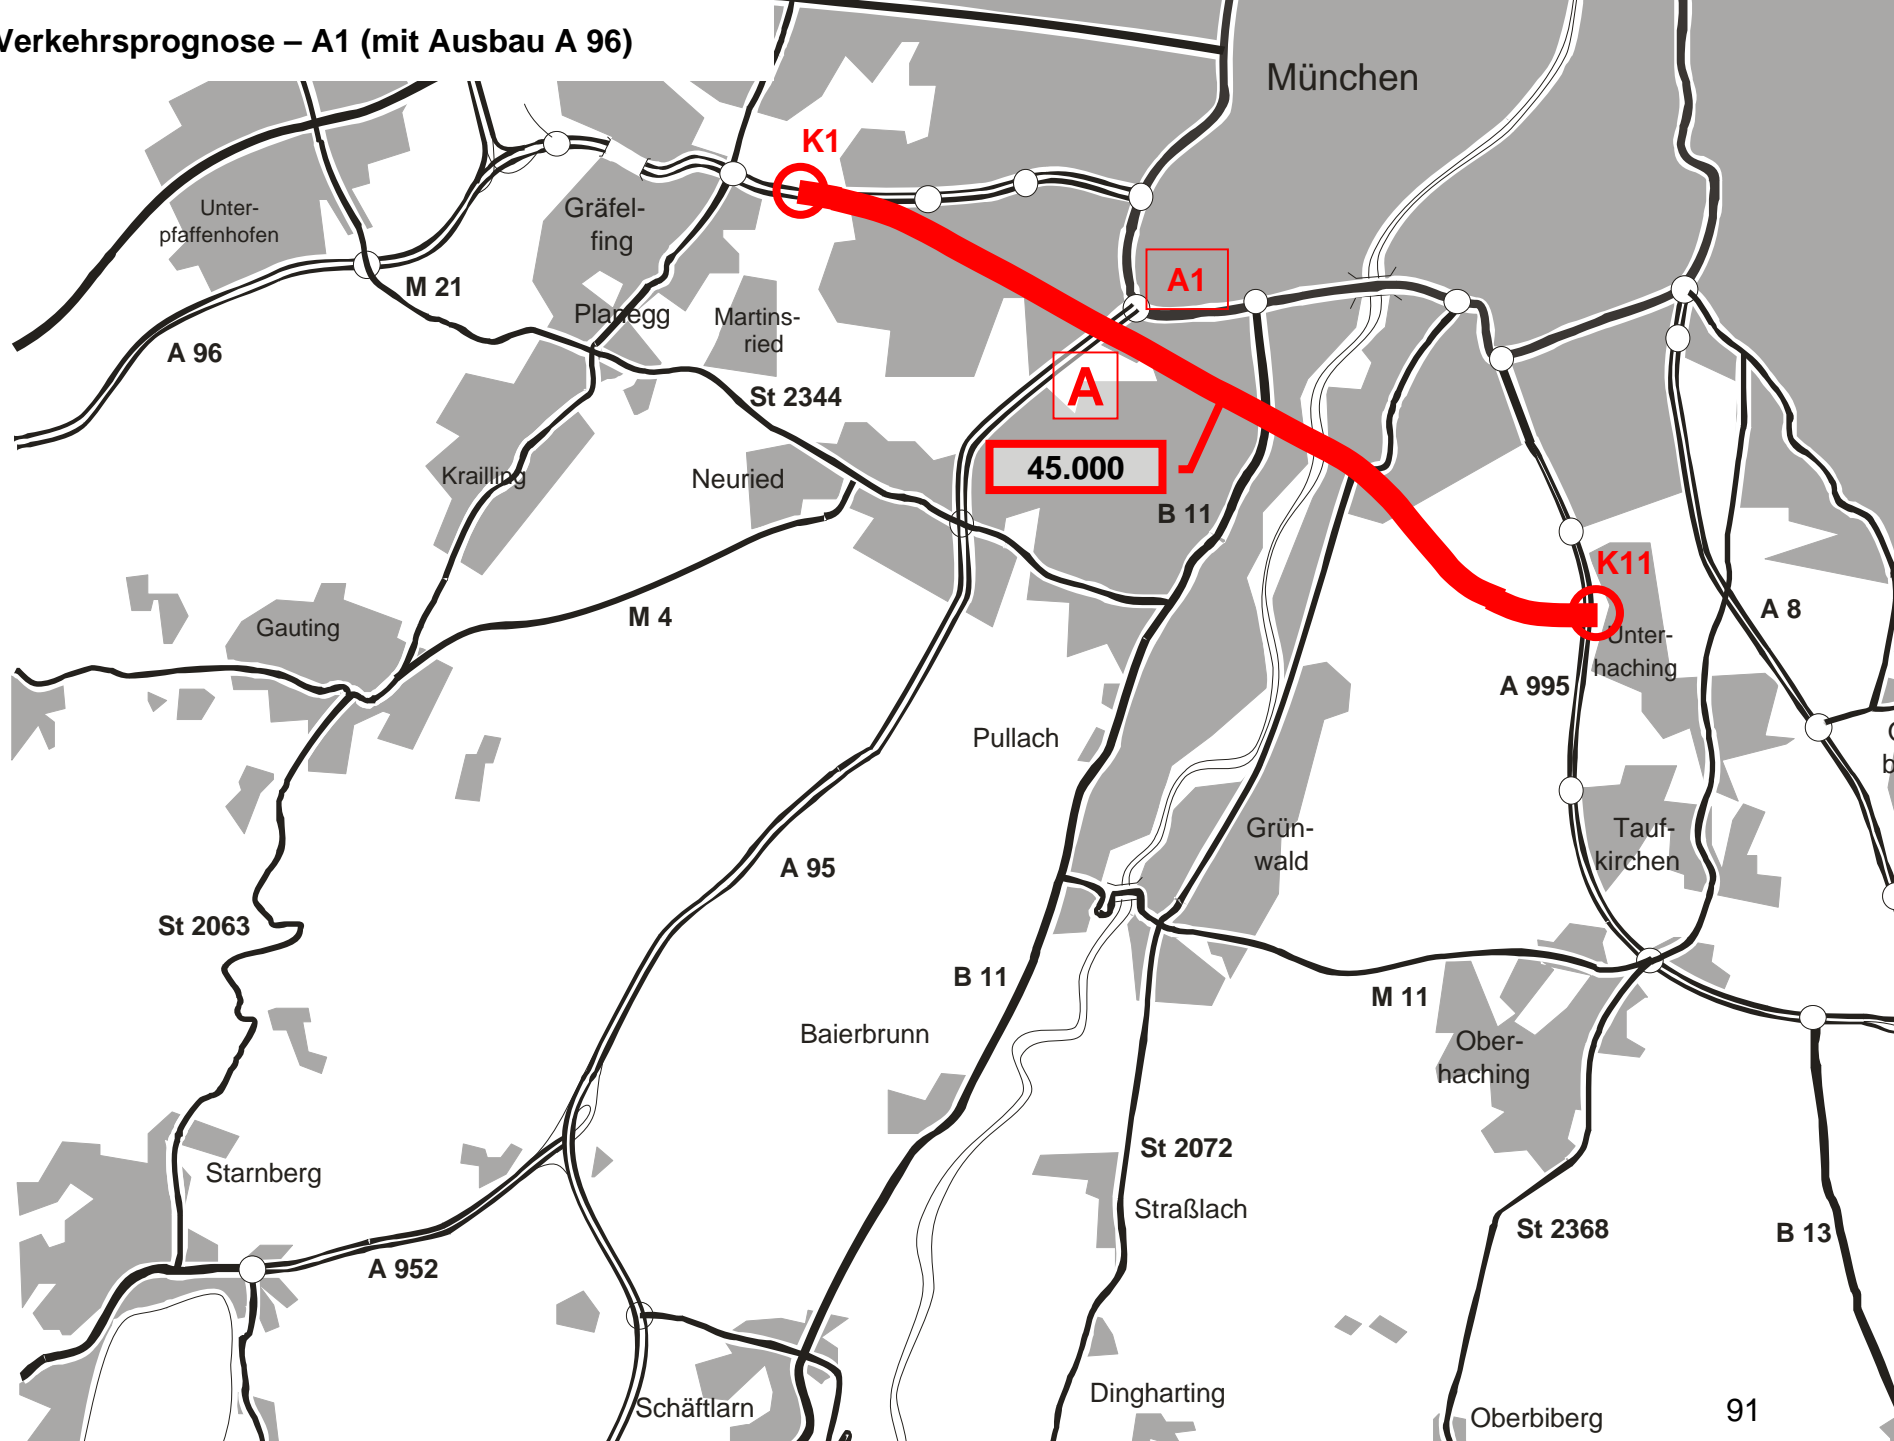 Verkehrsprognose – A1 (mit Ausbau A 96)
München
K1
Unter-
pfaffenhofen
Gräfel-
fing
A1
M 21
Planegg
Martins-
ried
A 96
A
St 2344
45.000
Krailling
Neuried
B 11
K11
Gauting
M 4
A 8
Unter-
haching
A 995
Pullach
Grün-
wald
Tauf-
kirchen
A 95
St 2063
B 11
M 11
Baierbrunn
Ober-
haching
St 2072
Starnberg
Straßlach
St 2368
B 13
A 952
Dingharting
Schäftlarn
Oberbiberg
91